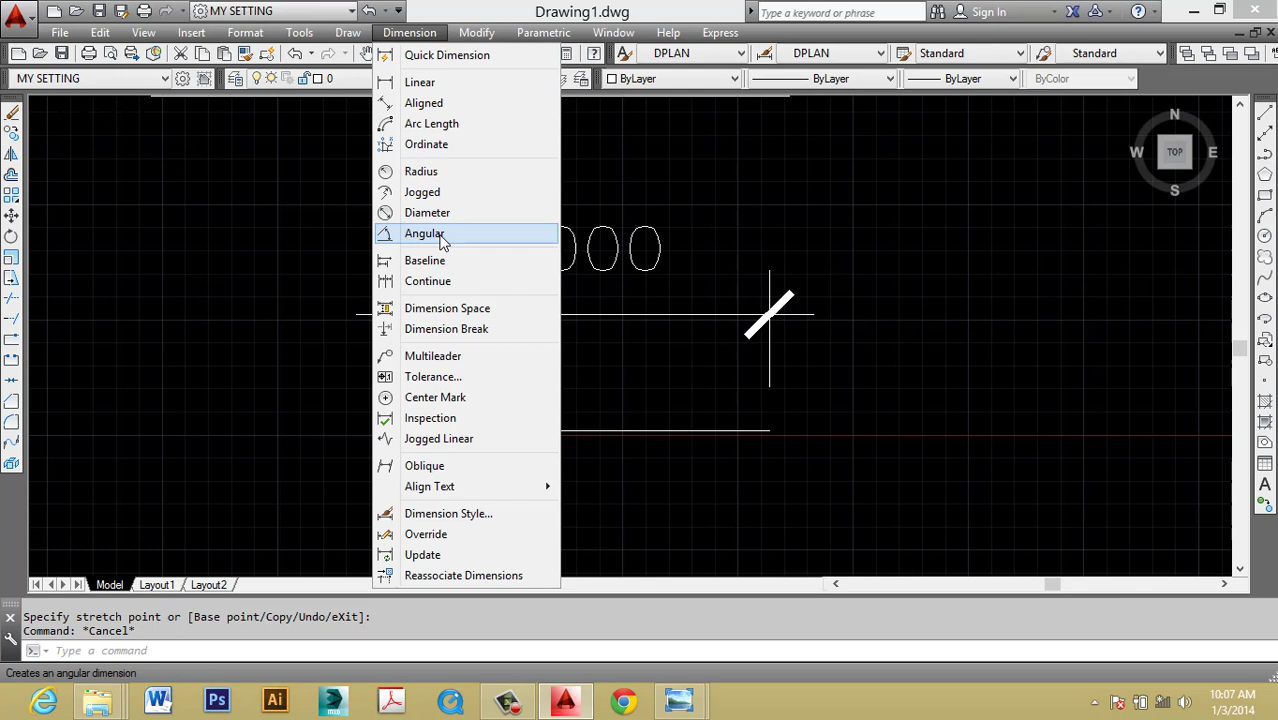 MY SETTING
Drawing1.dwg
Type a keyword or phrase
Sign In
File
Edit
View
Insert
Format
Tools
Draw
Dimension
Modify
Parametric
Window
Help
Express
DPLAN
DPLAN
Standard
Standard
MY SETTING
0
ByLayer
ByLayer
ByLayer
ByColor
Quick Dimension
Linear
Aligned
Arc Length
Ordinate
Radius
Jogged
Diameter
Angular
Baseline
Continue
Dimension Space
Dimension Break
Multileader
Tolerance...
Center Mark
Inspection
Jogged Linear
Oblique
Align Text
Dimension Style...
Override
Update
Reassociate Dimensions
000
N
W
TOP
E
S
Model
Layout1
Layout2
Specify stretch point or [Base point/Copy/Undo/eXit]:
Command: *Cancel*
Type a command
Creates an angular dimension
10:07 AM
1/3/2014